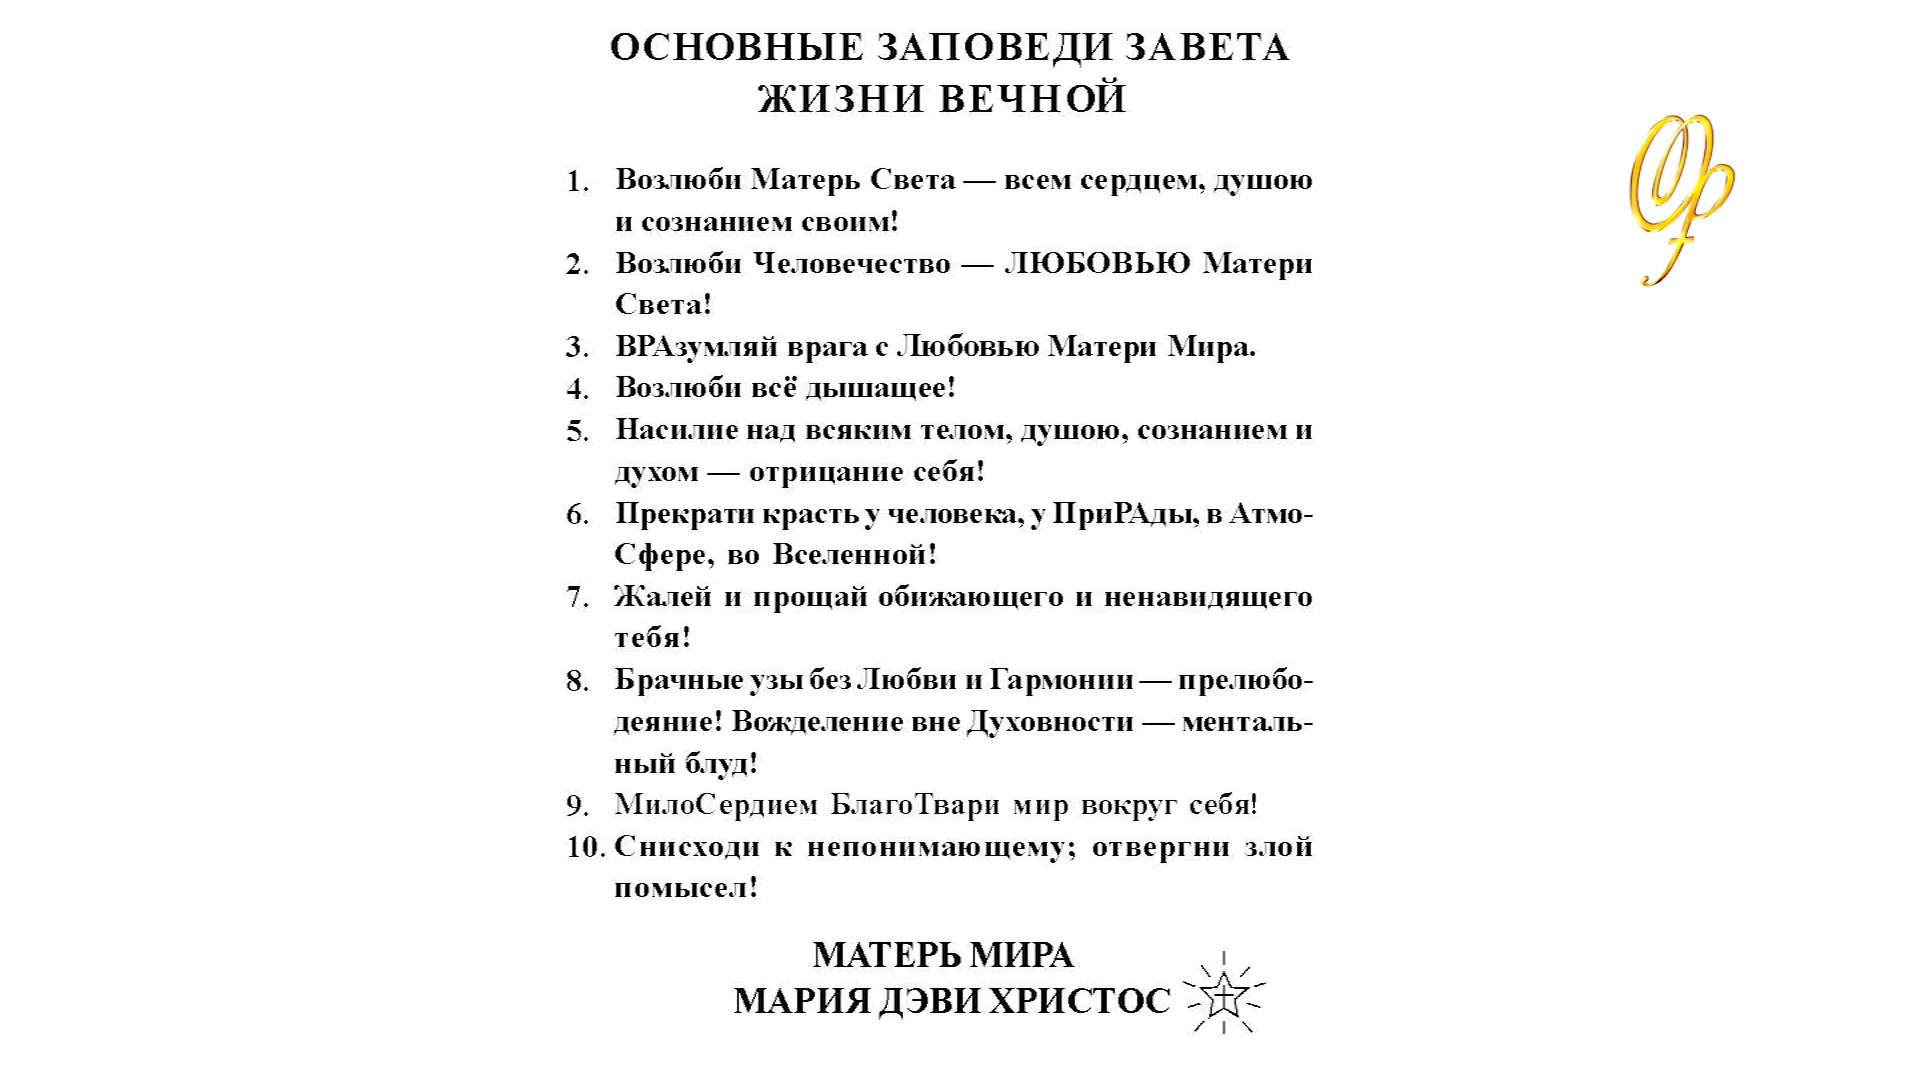 ОСНОВНЫЕ ЗАПОВЕДИ ЗАВЕТА
ЖИЗНИ ВЕЧНОЙ
1. Возлюби Матерь Света — всем сердцем, душою
и сознанием своим!
2. Возлюби Человечество — ЛЮБОВЬЮ Матери
Света!
3. ВРАзумляй врага с Любовью Матери Мира.
4. Возлюби всё дышащее!
5. Насилие над всяким телом, душою, сознанием и
духом — отрицание себя!
6. Прекрати красть у человека, у ПриРАды, в Атмо-
Сфере, во Вселенной!
7. Жалей и прощай обижающего и ненавидящего
тебя!
8. Брачные узы без Любви и Гармонии — прелюбо-
деяние! Вожделение вне Духовности — менталь-
ный блуд!
9. МилоСердием БлагоТвари мир вокруг себя!
10. Снисходи к непонимающему; отвергни злой
помысел!
МАТЕРЬ МИРА
МАРИЯ ДЭВИ ХРИСТОС